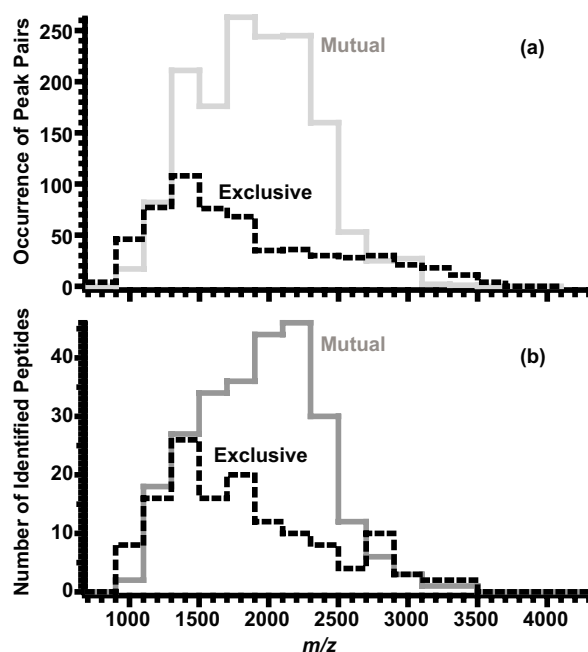 Occurrence of Peak Pairs
250
200
150
100
50
0
Mutual
(a)
Exclusive
Number of Identified Peptides
40
30
20
10
0
Mutual
(b)
Exclusive
1000 1500 2000 2500 3000 3500 4000
m/z